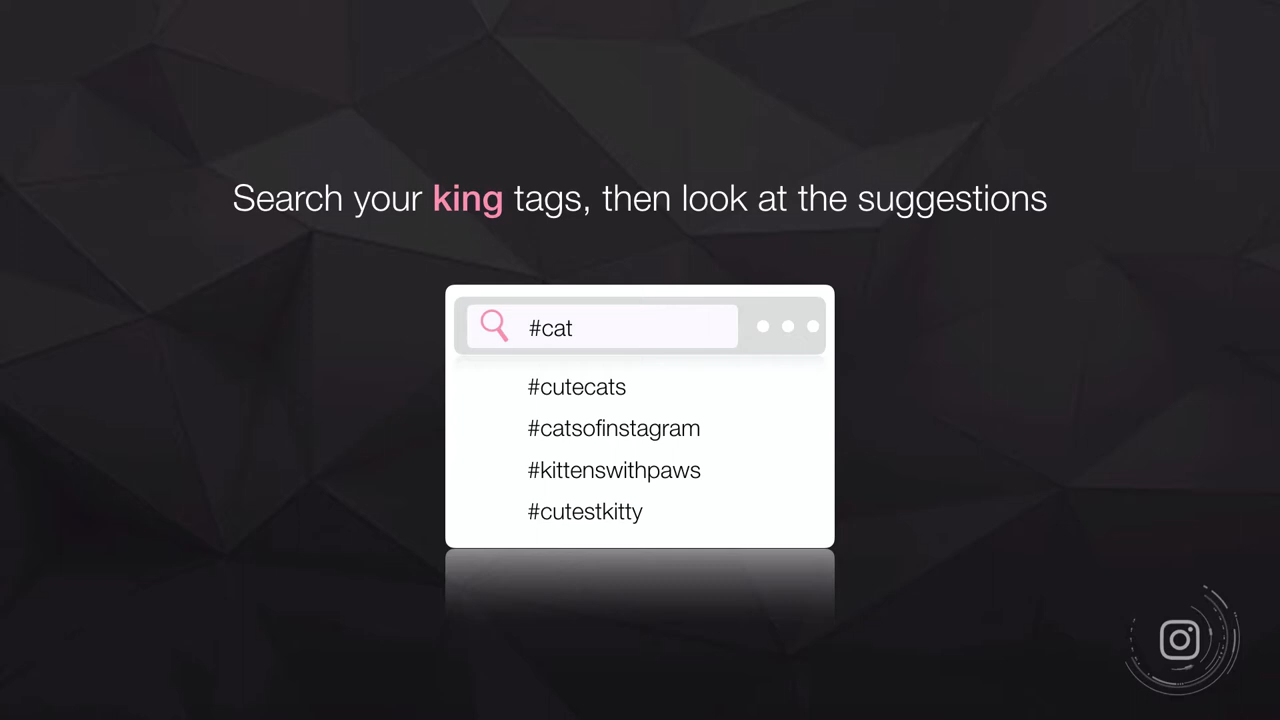 Search your king tags, then look at the suggestions
#cat
#cutecats
#catsofinstagram
#kittenswithpaws
#cutestkitty